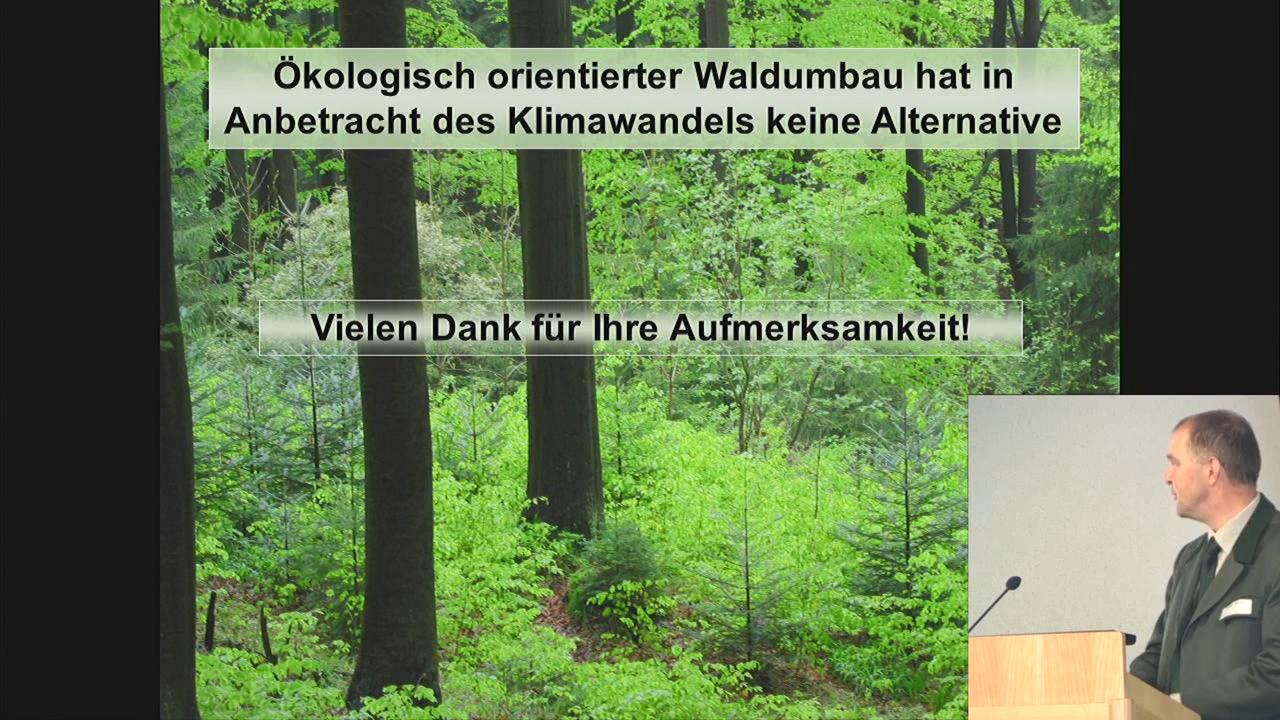 Ökologisch orientierter Waldumbau hat in
Anbetracht des Klimawandels keine Alternative
Vielen Dank für Ihre Aufmerksamkeit!